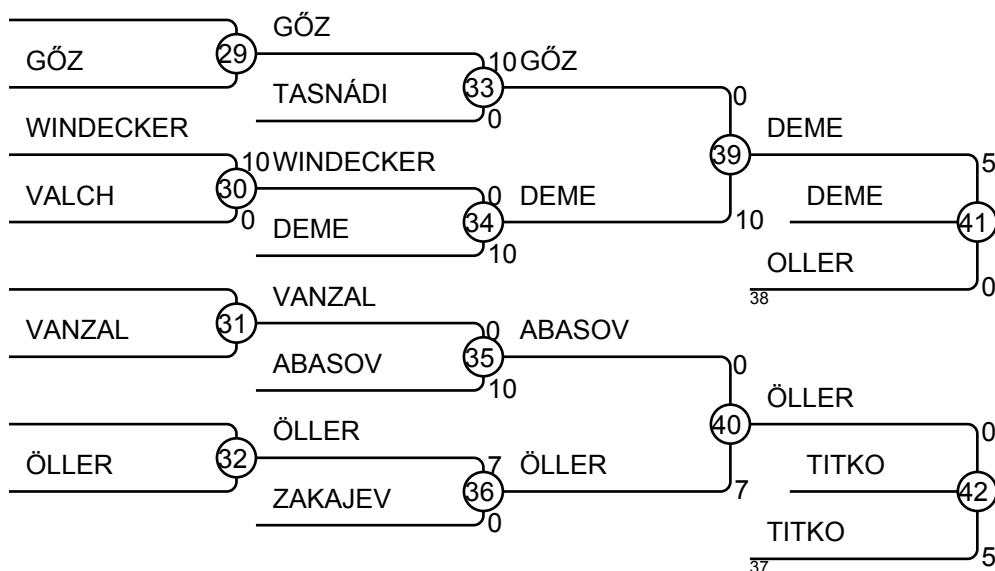 GŐZ
29
GŐZ
10
GŐZ
TASNÁDI
33
0
0
WINDECKER
DEME
39
10
WINDECKER
5
VALCH
30
0
0
DEME
DEME
34
10
DEME
41
0
10
OLLER
38
0
VANZAL
VANZAL
31
0
ABASOV
ABASOV
35
0
10
ÖLLER
ÖLLER
40
0
ÖLLER
32
7
ÖLLER
7
TITKO
ZAKAJEV
36
42
0
TITKO
37
5